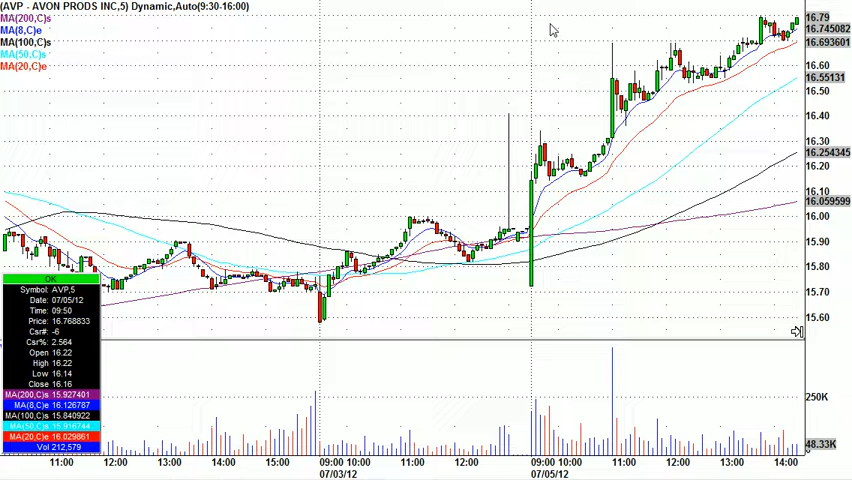 (AVP - AVON PRODS INC,5) Dynamic,Auto(9:30-16:00)
MA(200,C)s
MA(8,C)e
MA(100,C)s
MA(50,C)s
MA(20,C)e
16.79
16.745082
16.693601
16.60
16.55131
16.50
16.40
16.30
16.254345
16.20
16.10
16.059599
16.00
15.90
15.80
15.70
15.60
OK
Symbol AVP,5
Date: 07/05/12
Time: 09:50
Price: 16.768833
Csr#: -6
Csr%: 2.564
Open 16.22
High 16.22
Low 16.14
Close 16.16
MA(200,C)s 15.927401
MA(8,C)e 16.126787
MA(100,C)s 15.840922
MA(50,C)s 15.916744
MA(20,C)e 16.029861
Vol 212,579
250K
48.33K
11:00 12:00 13:00 14:00 15:00 09:00 10:00 11:00 12:00 09:00 10:00 11:00 12:00 13:00 14:00
07/03/12 07/05/12